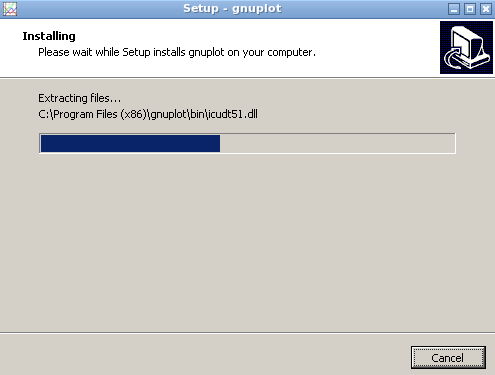 Setup - gnuplot
Installing
Please wait while Setup installs gnuplot on your computer.
Extracting files...
C:\Program Files (x86)\gnuplot\bin\icudt51.dll
Cancel